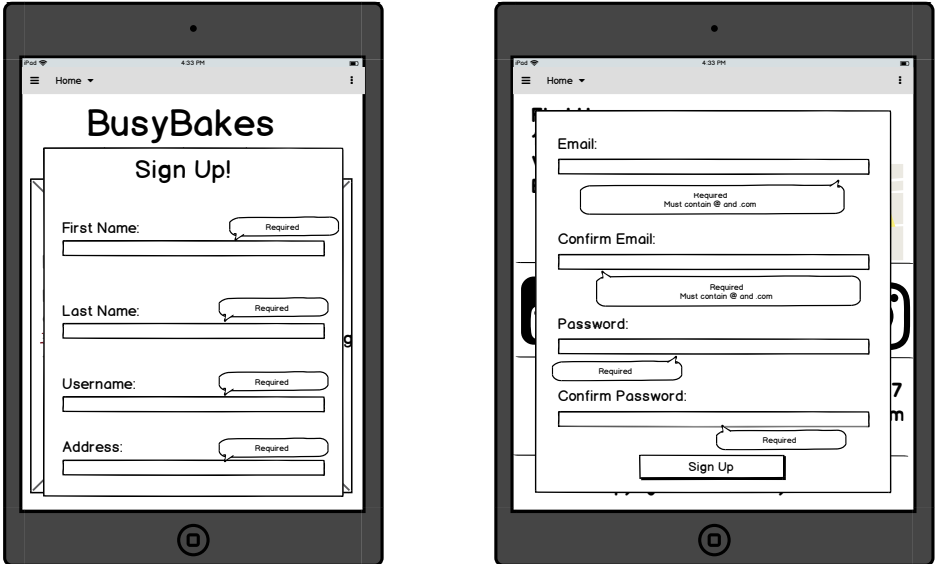 iPod
4:33 PM
Home
BusyBakes
Sign Up!
First Name:
Required
Last Name:
Required
Username:
Required
Address:
Required
g
iPod
4:33 PM
Home
Email:
Required
Must contain @ and .com
Confirm Email:
Required
Must contain @ and .com
Password:
Required
7
Confirm Password:
m
Required
Sign Up